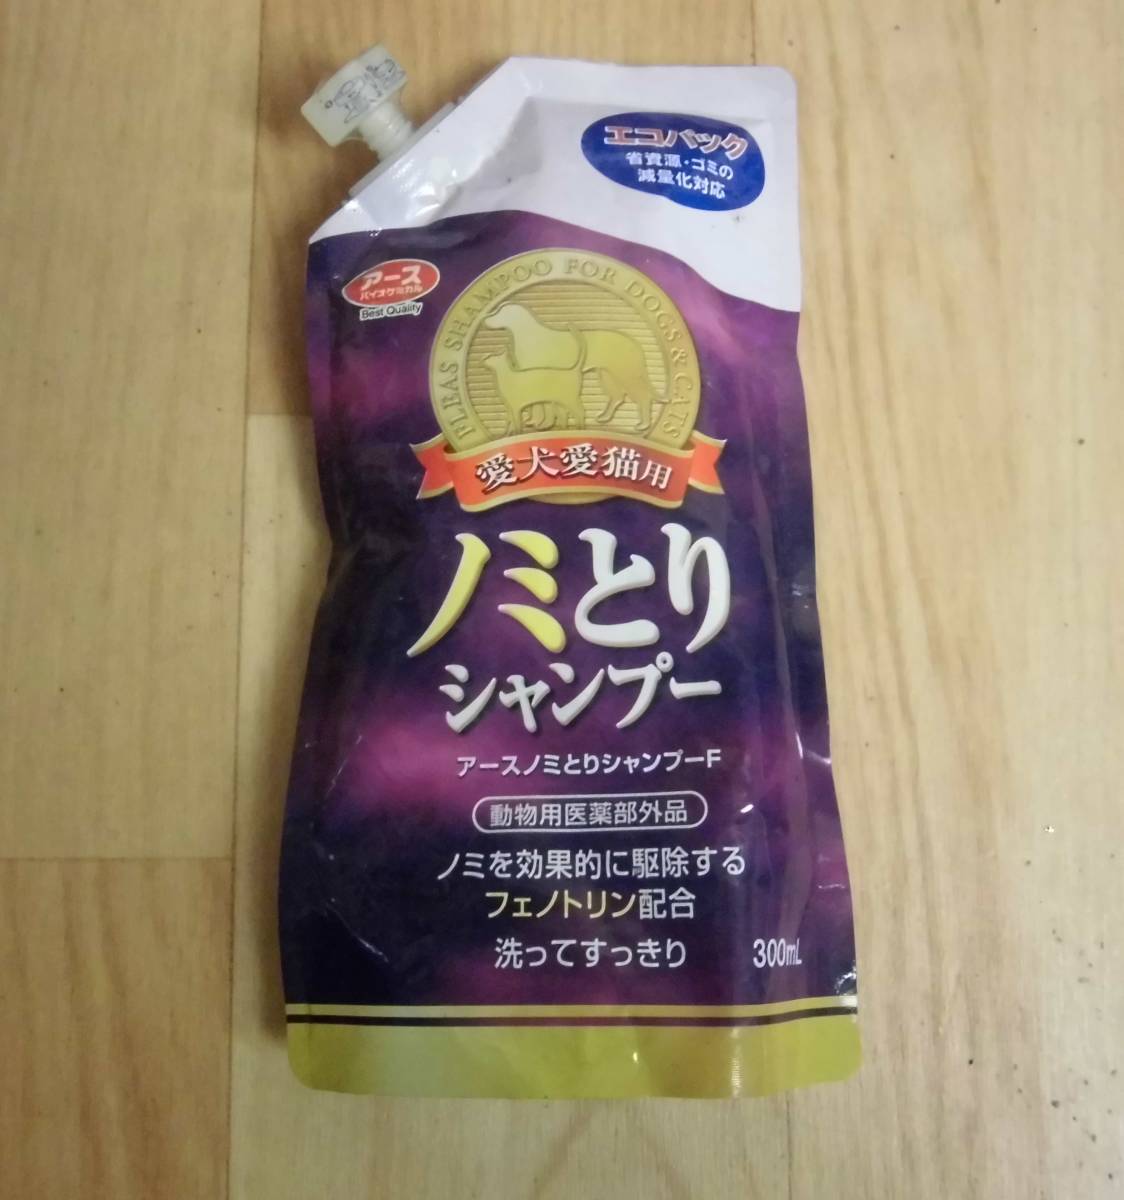 エコパック
省資源・ゴミの
減量化対応
アース
バイオケミカル
Best Quality
FLEAS SHAMPOO FOR DOGS & CATS
愛犬愛猫用
ノミとり
シャンプー
アースノミとりシャンプーF
動物用医薬部外品
ノミを効果的に駆除する
フェノトリン配合
洗ってすっきり
300mL